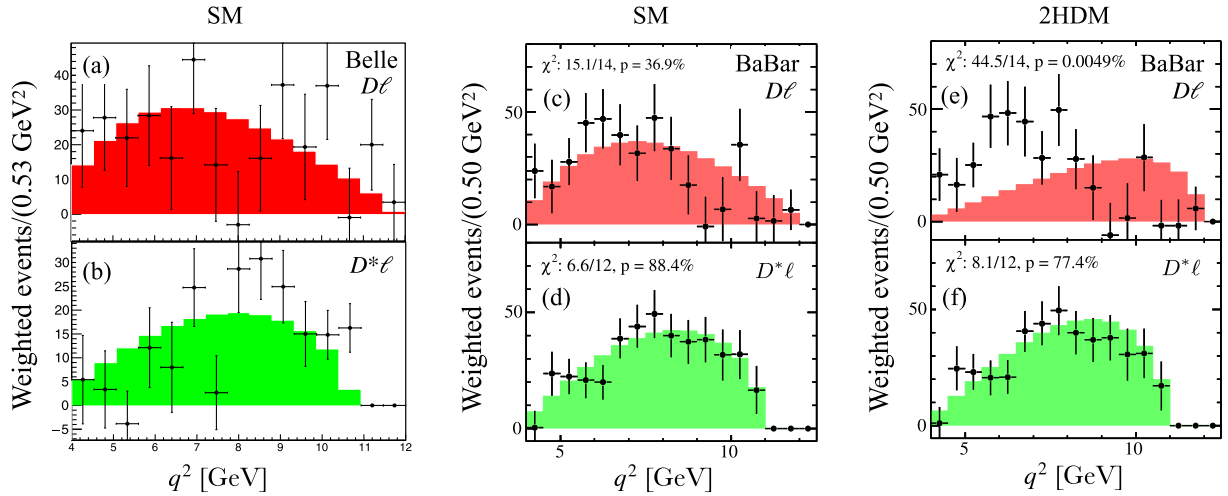 SM
SM
2HDM
Weighted events/(0.53 GeV²)
(a)
Belle
Dℓ
40
30
20
10
0
(b)
D*ℓ
30
25
20
15
10
5
0
−5
4 5 6 7 8 9 10 11 12
q² [GeV]
Weighted events/(0.50 GeV²)
χ²: 15.1/14, p = 36.9%
BaBar
Dℓ
(c)
50
0
χ²: 6.6/12, p = 88.4%
D*ℓ
(d)
50
0
5 10
q² [GeV]
Weighted events/(0.50 GeV²)
χ²: 44.5/14, p = 0.0049%
BaBar
Dℓ
(e)
50
0
χ²: 8.1/12, p = 77.4%
D*ℓ
(f)
50
0
5 10
q² [GeV]